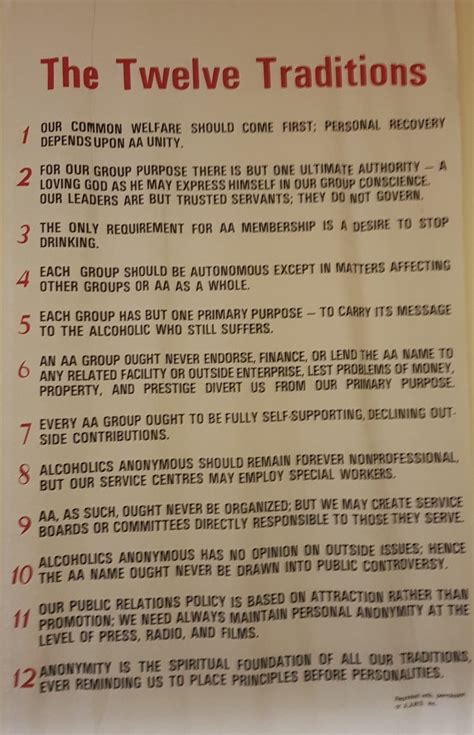 The Twelve Traditions
1 OUR COMMON WELFARE SHOULD COME FIRST; PERSONAL RECOVERY
DEPENDS UPON AA UNITY.
2 FOR OUR GROUP PURPOSE THERE IS BUT ONE ULTIMATE AUTHORITY – A
LOVING GOD AS HE MAY EXPRESS HIMSELF IN OUR GROUP CONSCIENCE.
OUR LEADERS ARE BUT TRUSTED SERVANTS; THEY DO NOT GOVERN.
3 THE ONLY REQUIREMENT FOR AA MEMBERSHIP IS A DESIRE TO STOP
DRINKING.
4 EACH GROUP SHOULD BE AUTONOMOUS EXCEPT IN MATTERS AFFECTING
OTHER GROUPS OR AA AS A WHOLE.
5 EACH GROUP HAS BUT ONE PRIMARY PURPOSE – TO CARRY ITS MESSAGE
TO THE ALCOHOLIC WHO STILL SUFFERS.
6 AN AA GROUP OUGHT NEVER ENDORSE, FINANCE, OR LEND THE AA NAME TO
ANY RELATED FACILITY OR OUTSIDE ENTERPRISE, LEST PROBLEMS OF MONEY,
PROPERTY, AND PRESTIGE DIVERT US FROM OUR PRIMARY PURPOSE.
7 EVERY AA GROUP OUGHT TO BE FULLY SELF-SUPPORTING, DECLINING OUT-
SIDE CONTRIBUTIONS.
8 ALCOHOLICS ANONYMOUS SHOULD REMAIN FOREVER NONPROFESSIONAL,
BUT OUR SERVICE CENTRES MAY EMPLOY SPECIAL WORKERS.
9 AA, AS SUCH, OUGHT NEVER BE ORGANIZED; BUT WE MAY CREATE SERVICE
BOARDS OR COMMITTEES DIRECTLY RESPONSIBLE TO THOSE THEY SERVE.
10 ALCOHOLICS ANONYMOUS HAS NO OPINION ON OUTSIDE ISSUES; HENCE
THE AA NAME OUGHT NEVER BE DRAWN INTO PUBLIC CONTROVERSY.
11 OUR PUBLIC RELATIONS POLICY IS BASED ON ATTRACTION RATHER THAN
PROMOTION; WE NEED ALWAYS MAINTAIN PERSONAL ANONYMITY AT THE
LEVEL OF PRESS, RADIO, AND FILMS.
12 ANONYMITY IS THE SPIRITUAL FOUNDATION OF ALL OUR TRADITIONS,
EVER REMINDING US TO PLACE PRINCIPLES BEFORE PERSONALITIES.